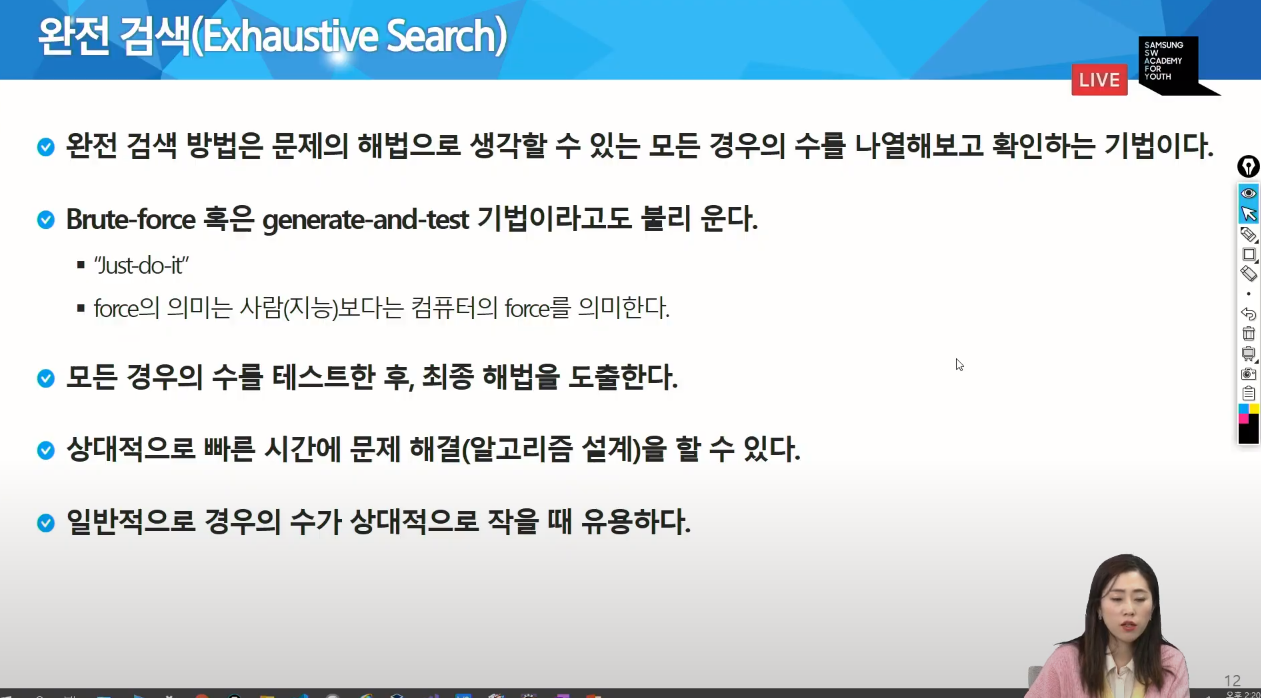 완전 검색(Exhaustive Search)
SAMSUNG
SW
ACADEMY
FOR
YOUTH
LIVE
완전 검색 방법은 문제의 해법으로 생각할 수 있는 모든 경우의 수를 나열해보고 확인하는 기법이다.
Brute-force 혹은 generate-and-test 기법이라고도 불리 운다.
“Just-do-it”
force의 의미는 사람(지능)보다는 컴퓨터의 force를 의미한다.
모든 경우의 수를 테스트한 후, 최종 해법을 도출한다.
상대적으로 빠른 시간에 문제 해결(알고리즘 설계)을 할 수 있다.
일반적으로 경우의 수가 상대적으로 작을 때 유용하다.
12